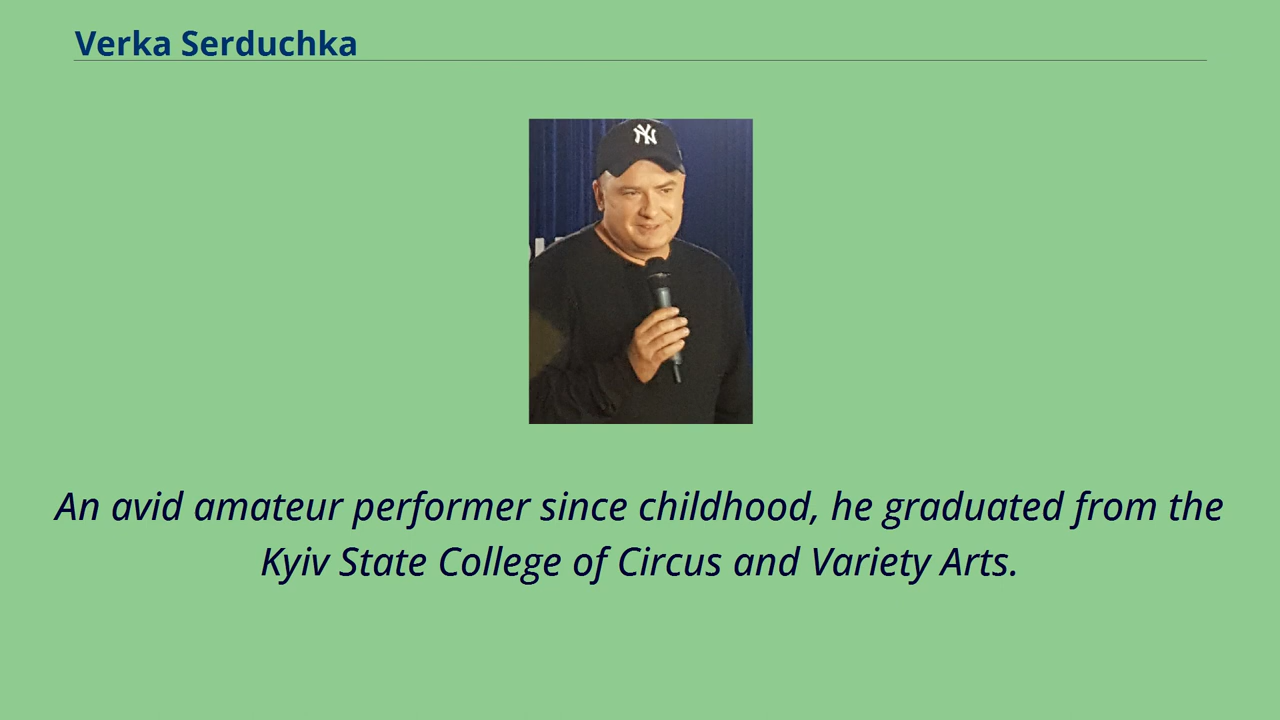 Verka Serduchka
NY
An avid amateur performer since childhood, he graduated from the
Kyiv State College of Circus and Variety Arts.